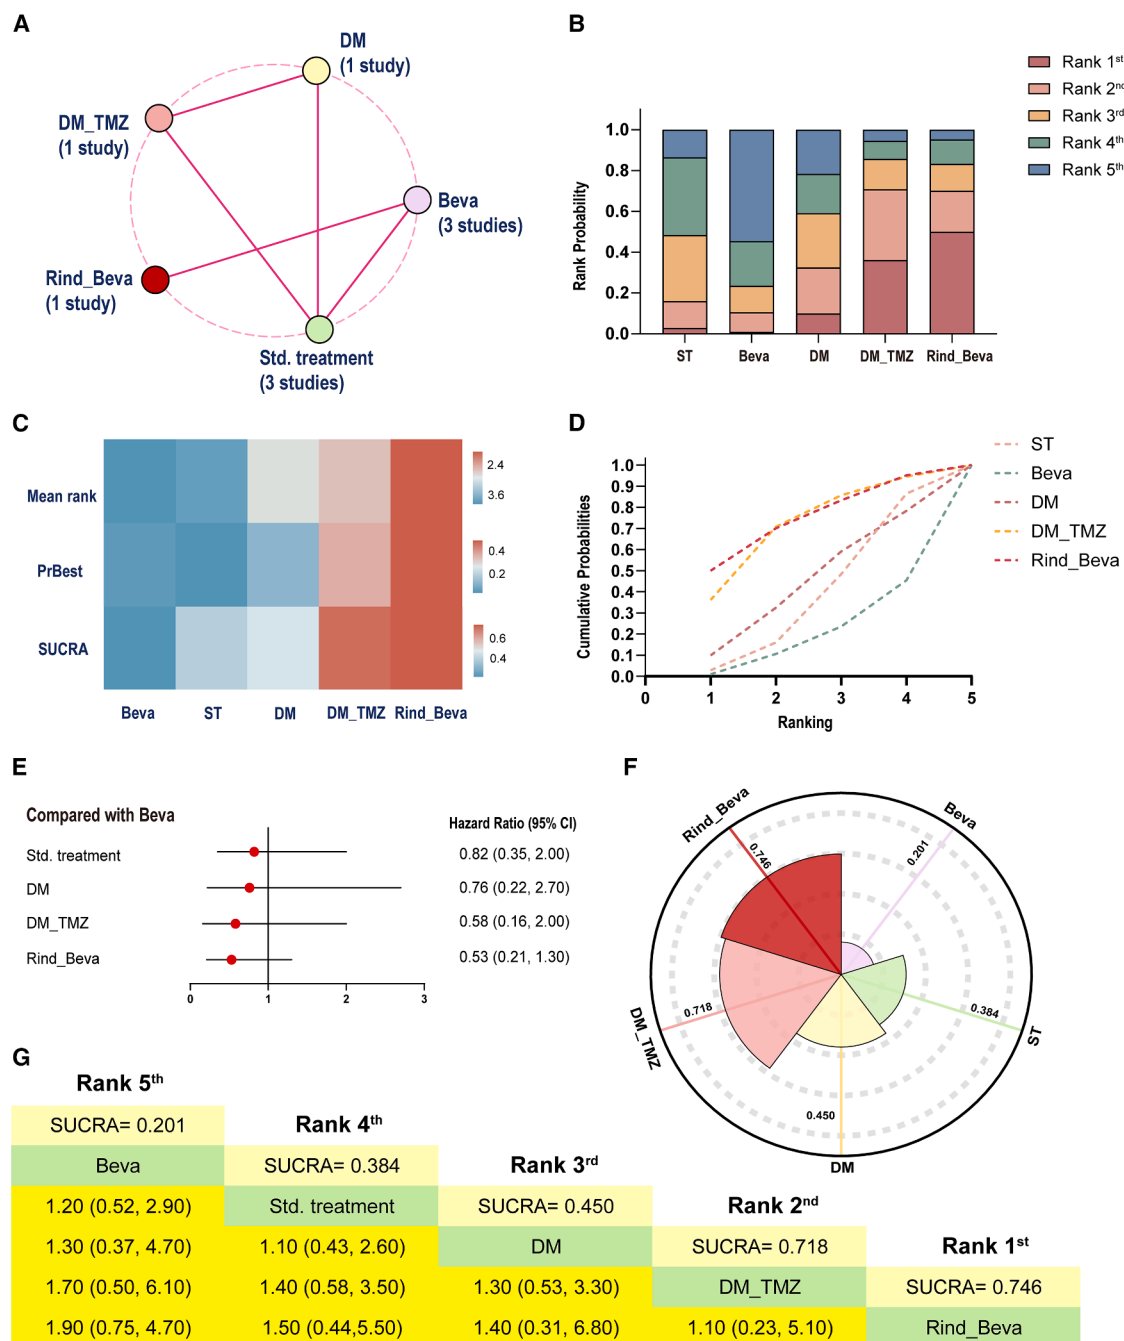 A
DM
(1 study)
DM_TMZ
(1 study)
Beva
(3 studies)
Rind_Beva
(1 study)
Std. treatment
(3 studies)
B
Rank 1st
Rank 2nd
Rank 3rd
Rank 4th
Rank 5th
Rank Probability
1.0
0.8
0.6
0.4
0.2
0.0
ST Beva DM DM_TMZ Rind_Beva
C
Mean rank
PrBest
SUCRA
2.4
3.6
0.4
0.2
0.6
0.4
Beva ST DM DM_TMZ Rind_Beva
D
ST
Beva
DM
DM_TMZ
Rind_Beva
Cumulative Probabilities
1.0
0.9
0.8
0.7
0.6
0.5
0.4
0.3
0.2
0.1
0.0
0 1 2 3 4 5
Ranking
E
Compared with Beva
Hazard Ratio (95% CI)
Std. treatment 0.82 (0.35, 2.00)
DM 0.76 (0.22, 2.70)
DM_TMZ 0.58 (0.16, 2.00)
Rind_Beva 0.53 (0.21, 1.30)
0 1 2 3
F
Rind_Beva
0.746
Beva
0.201
DM_TMZ
0.718
0.384
ST
0.450
DM
G
Rank 5th
SUCRA= 0.201 Rank 4th
Beva SUCRA= 0.384 Rank 3rd
1.20 (0.52, 2.90) Std. treatment SUCRA= 0.450 Rank 2nd
1.30 (0.37, 4.70) 1.10 (0.43, 2.60) DM SUCRA= 0.718 Rank 1st
1.70 (0.50, 6.10) 1.40 (0.58, 3.50) 1.30 (0.53, 3.30) DM_TMZ SUCRA= 0.746
1.90 (0.75, 4.70) 1.50 (0.44,5.50) 1.40 (0.31, 6.80) 1.10 (0.23, 5.10) Rind_Beva